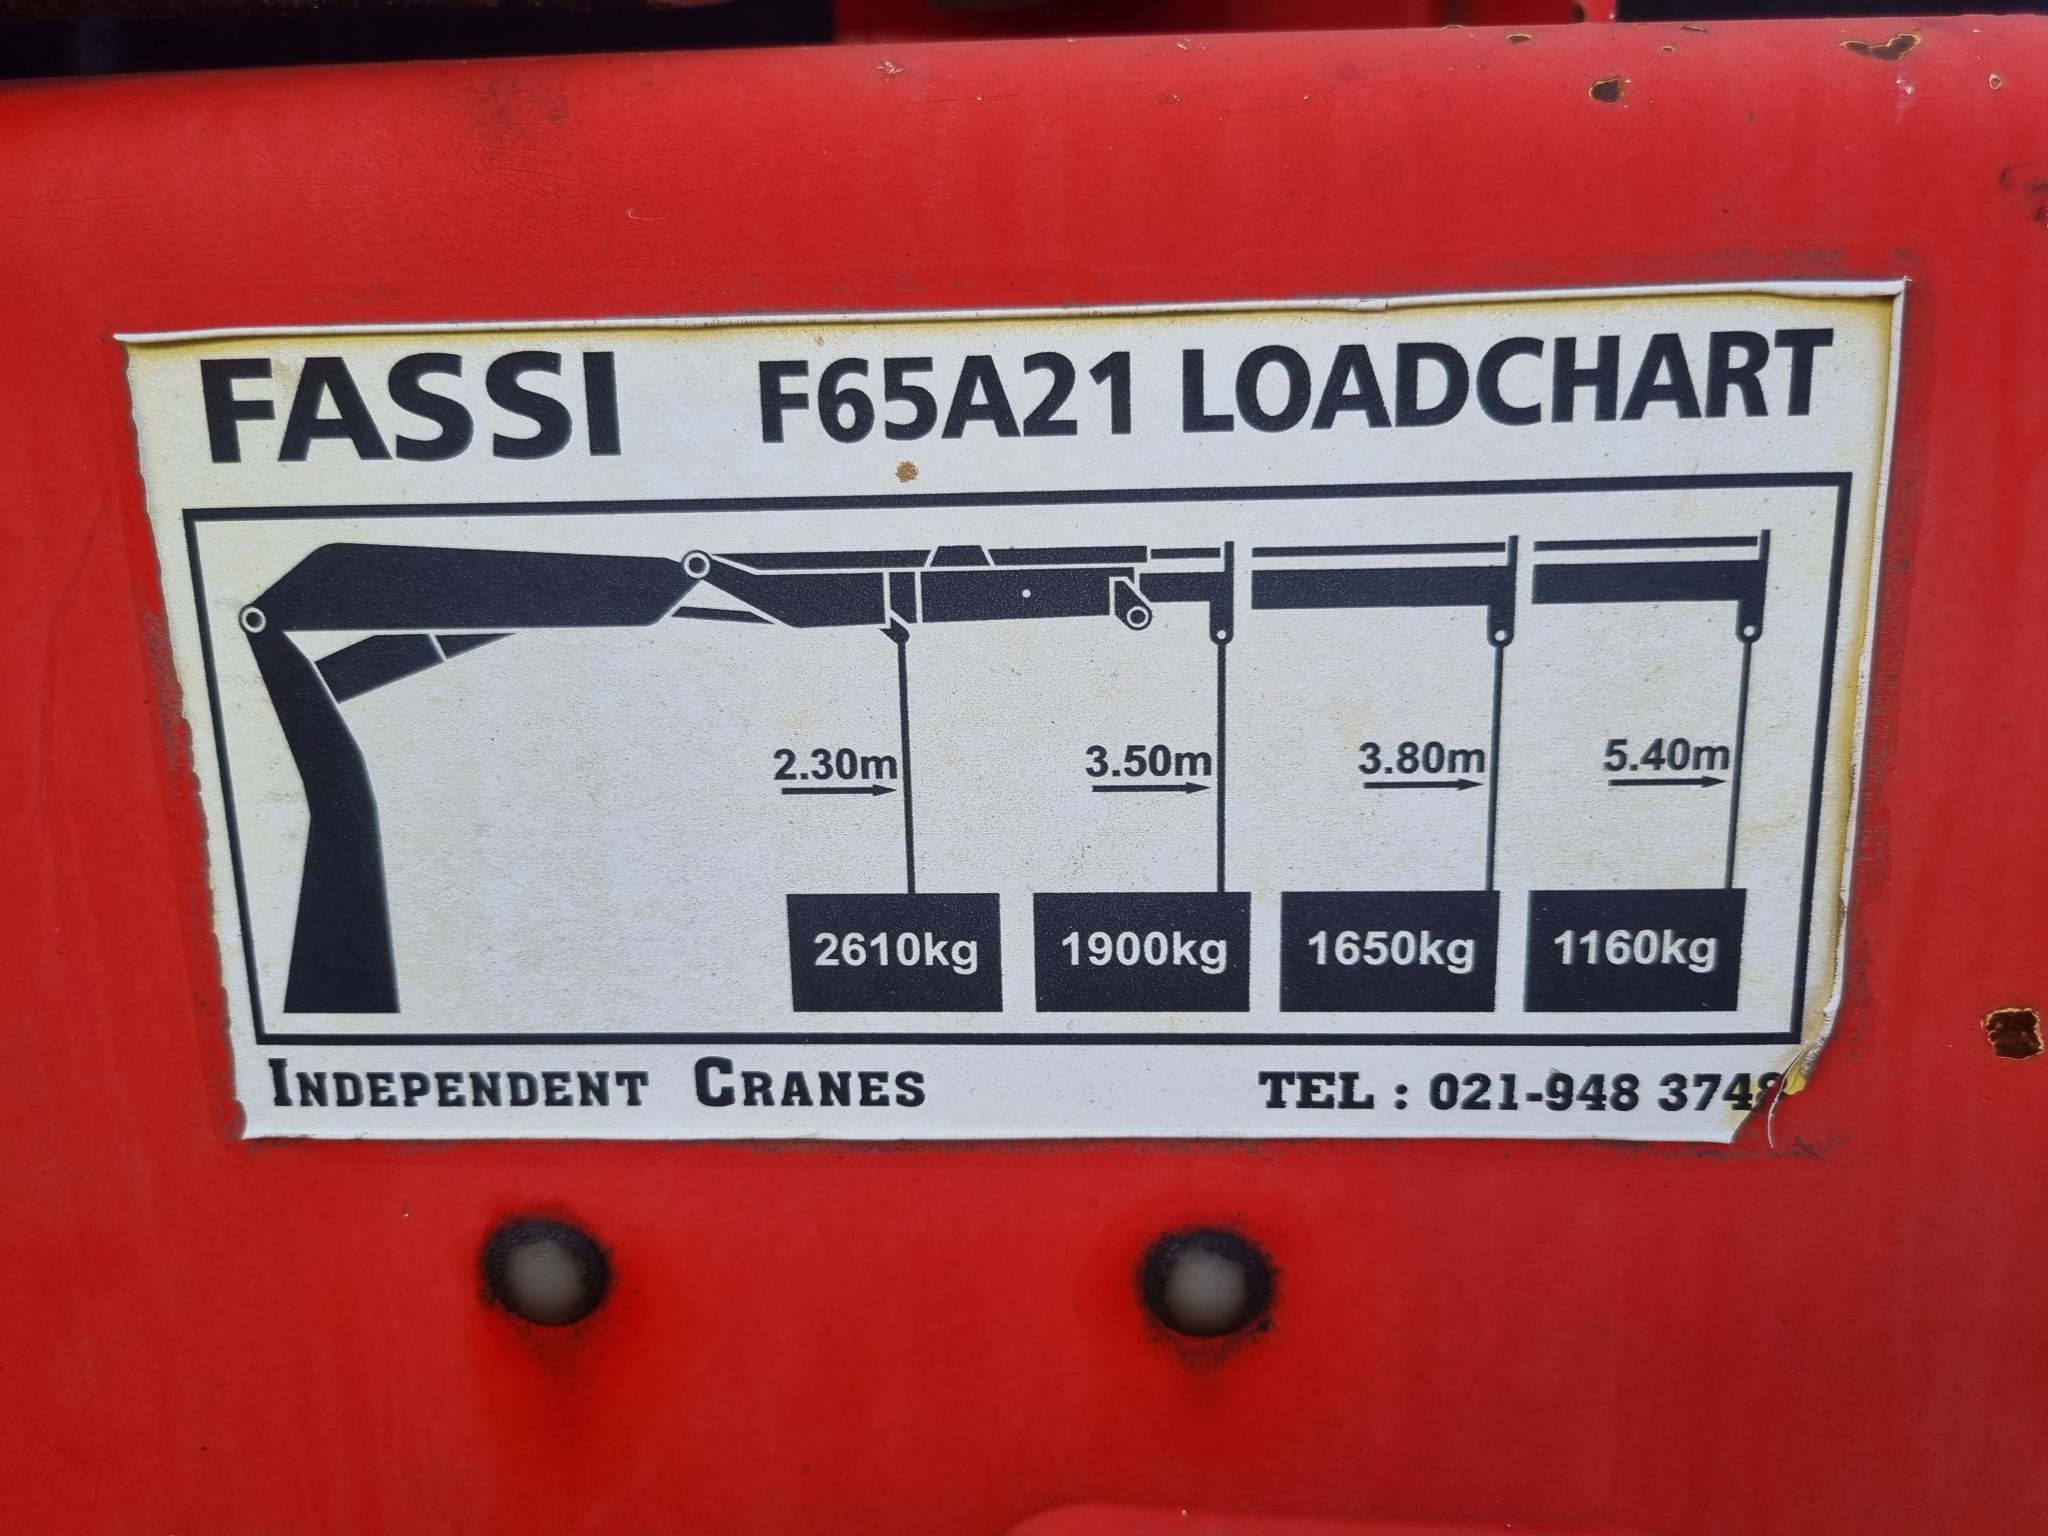 FASSI F65A21 LOADCHART
2.30m 3.50m 3.80m 5.40m
2610kg 1900kg 1650kg 1160kg
INDEPENDENT CRANES TEL : 021-948 3748